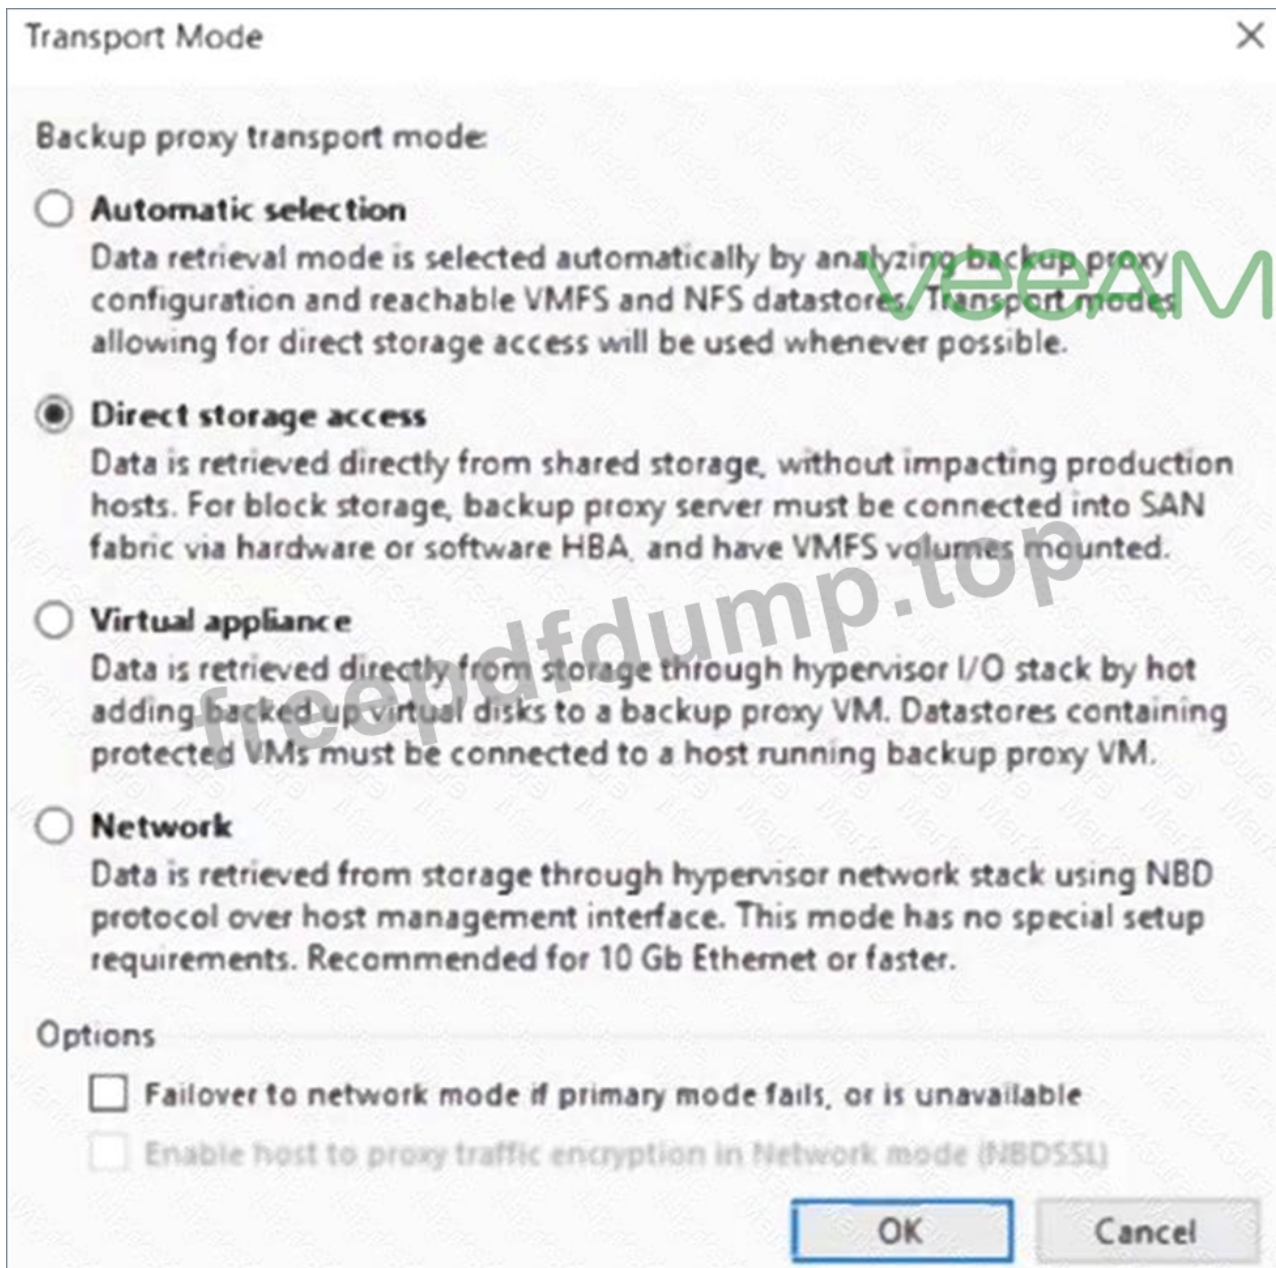 Transport Mode
Backup proxy transport mode:
Automatic selection
Data retrieval mode is selected automatically by analyzing backup proxy
configuration and reachable VMFS and NFS datastores. Transport modes
allowing for direct storage access will be used whenever possible.
veeAM
Direct storage access
Data is retrieved directly from shared storage, without impacting production
hosts. For block storage, backup proxy server must be connected into SAN
fabric via hardware or software HBA, and have VMFS volumes mounted.
Virtual appliance
Data is retrieved directly from storage through hypervisor I/O stack by hot
adding backed up virtual disks to a backup proxy VM. Datastores containing
protected VMs must be connected to a host running backup proxy VM.
freepdfdump.top
Network
Data is retrieved from storage through hypervisor network stack using NBD
protocol over host management interface. This mode has no special setup
requirements. Recommended for 10 Gb Ethernet or faster.
Options
Failover to network mode if primary mode fails, or is unavailable
Enable host to proxy traffic encryption in Network mode (NBDSSL)
OK
Cancel